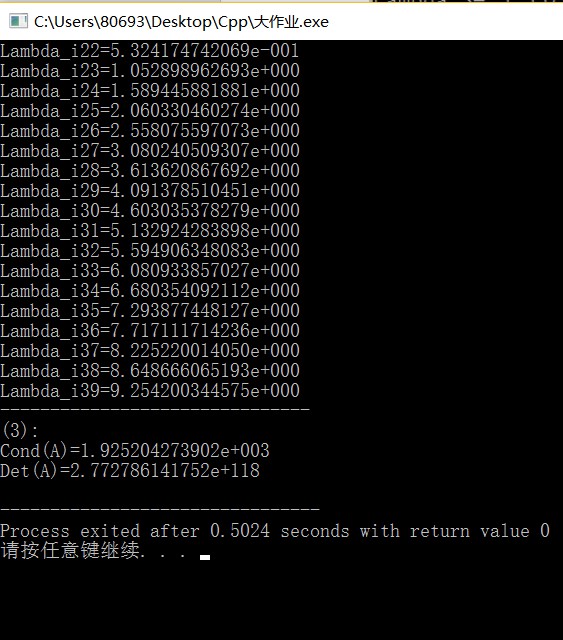 C:\Users\80693\Desktop\Cpp\大作业.exe
Lambda_i22=5.324174742069e-001
Lambda_i23=1.052898962693e+000
Lambda_i24=1.589445881881e+000
Lambda_i25=2.060330460274e+000
Lambda_i26=2.558075597073e+000
Lambda_i27=3.080240509307e+000
Lambda_i28=3.613620867692e+000
Lambda_i29=4.091378510451e+000
Lambda_i30=4.603035378279e+000
Lambda_i31=5.132924283898e+000
Lambda_i32=5.594906348083e+000
Lambda_i33=6.080933857027e+000
Lambda_i34=6.680354092112e+000
Lambda_i35=7.293877448127e+000
Lambda_i36=7.717111714236e+000
Lambda_i37=8.225220014050e+000
Lambda_i38=8.648666065193e+000
Lambda_i39=9.254200344575e+000
-------------------------------
(3):
Cond(A)=1.925204273902e+003
Det(A)=2.772786141752e+118
--------------------------------
Process exited after 0.5024 seconds with return value 0
请按任意键继续. . .